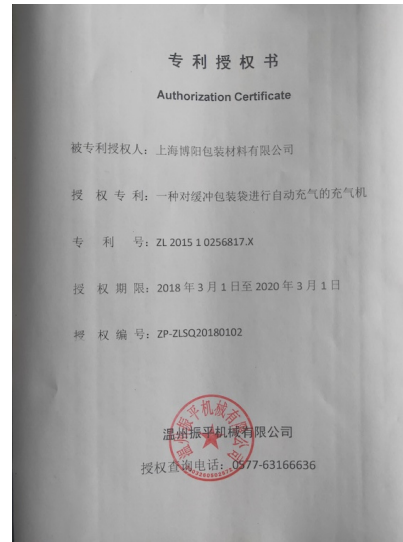 专利授权书
Authorization Certificate
被专利授权人：上海博阳包装材料有限公司
授 权 专 利：一种对缓冲包装袋进行自动充气的充气机
专 利 号：ZL 2015 1 0256817.X
授 权 期 限：2018 年 3 月 1 日至 2020 年 3 月 1 日
授 权 编 号：ZP-ZLSQ20180102
温州振平机械有限公司
授权查询电话：0577-63166636